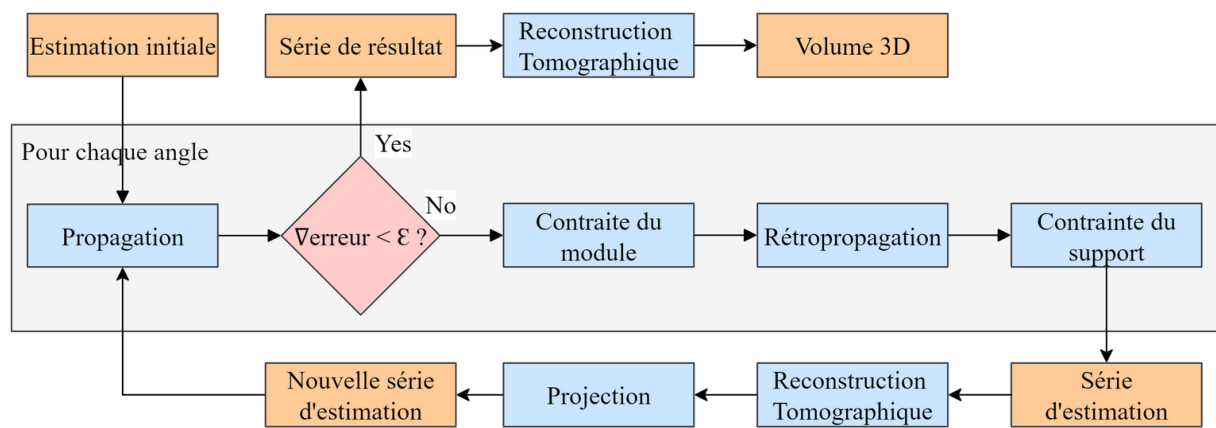 Estimation initiale
Série de résultat
Reconstruction
Tomographique
Volume 3D
Pour chaque angle
Yes
No
Propagation
∇erreur < Ɛ ?
Contraite du
module
Rétropropagation
Contrainte du
support
Nouvelle série
d'estimation
Projection
Reconstruction
Tomographique
Série
d'estimation